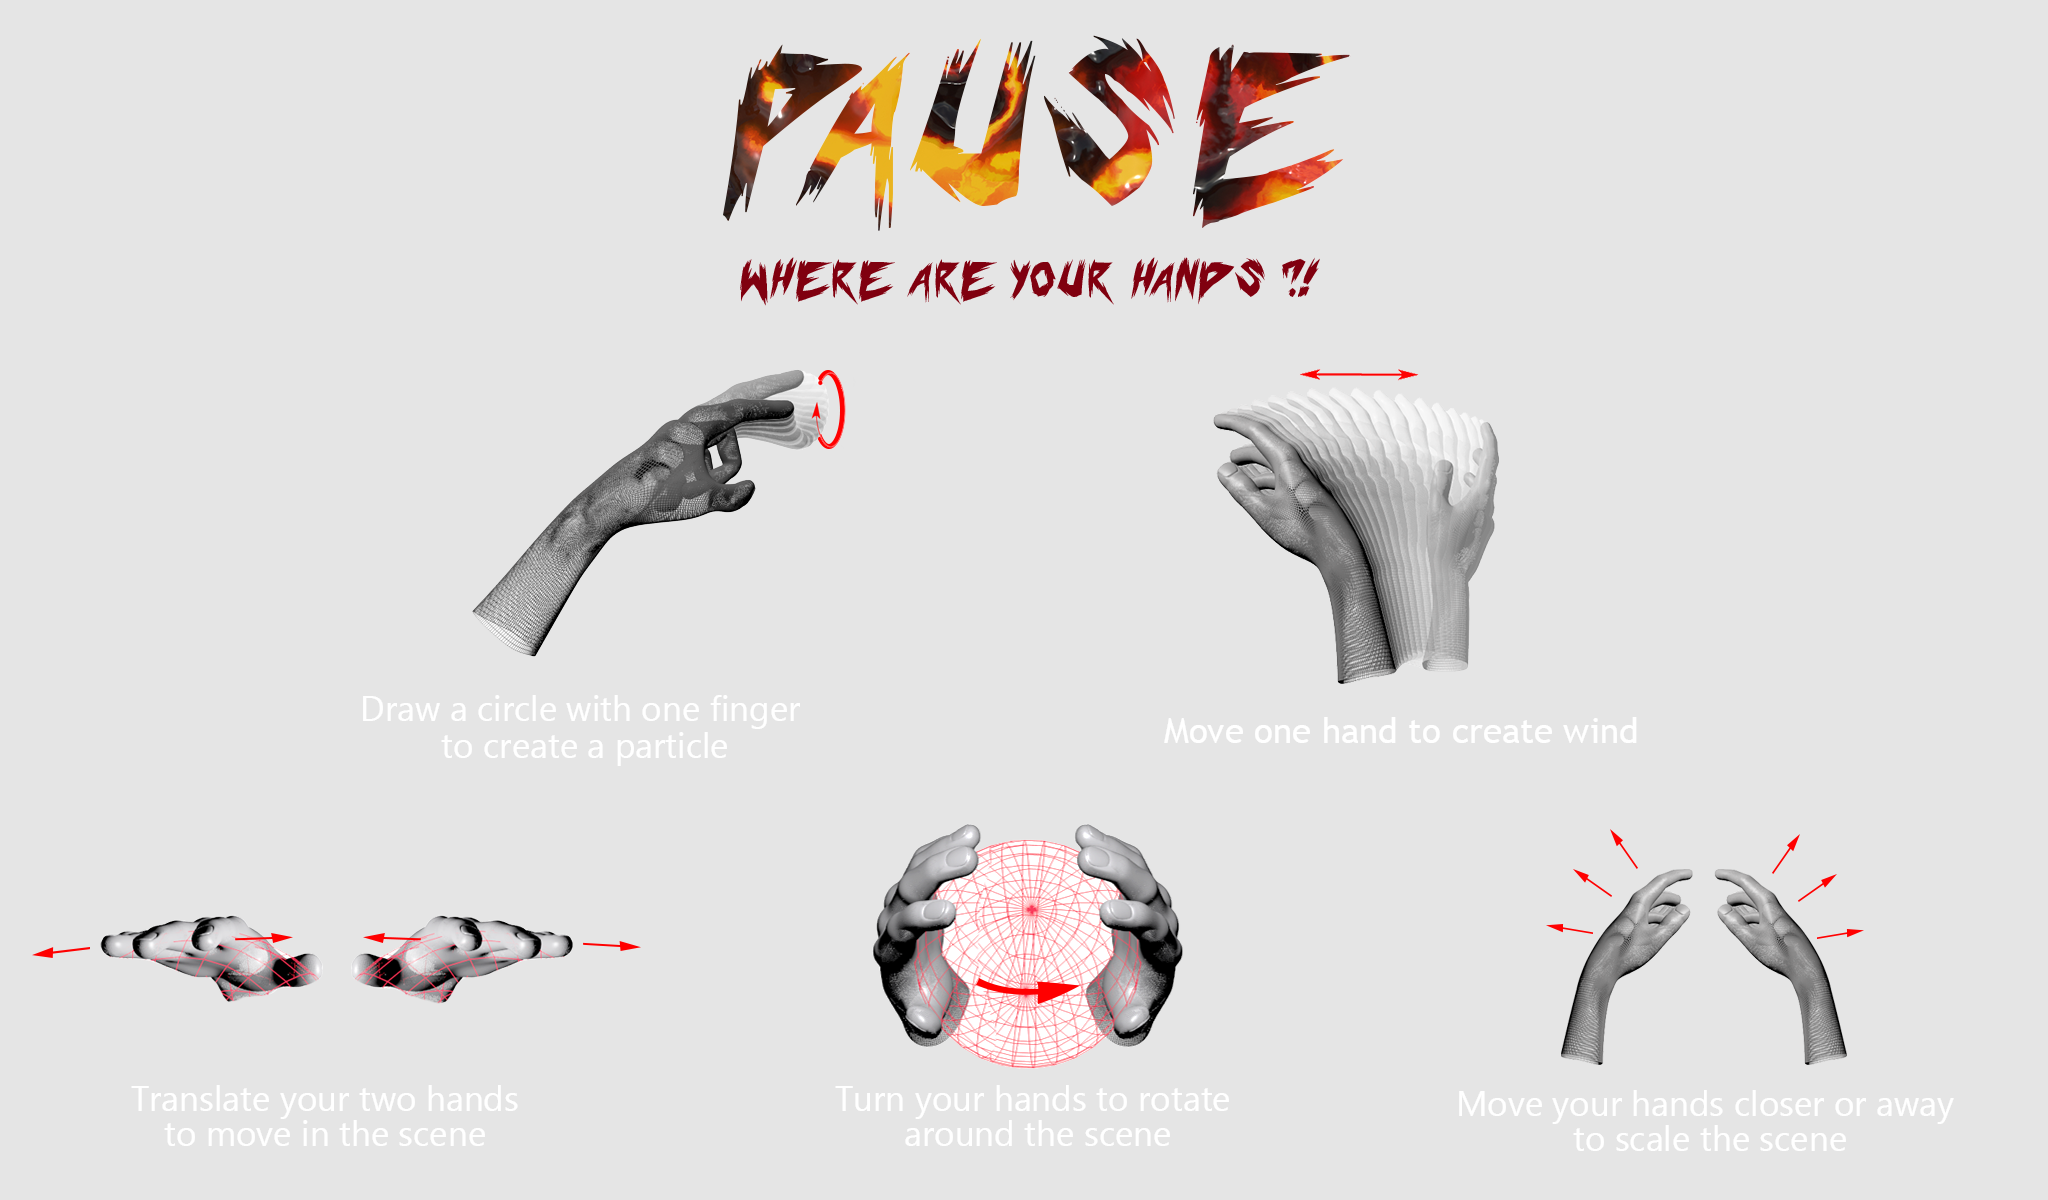 PAUSE
WHERE ARE YOUR HANDS ?!
Draw a circle with one finger
to create a particle
Move one hand to create wind
Translate your two hands
to move in the scene
Turn your hands to rotate
around the scene
Move your hands closer or away
to scale the scene